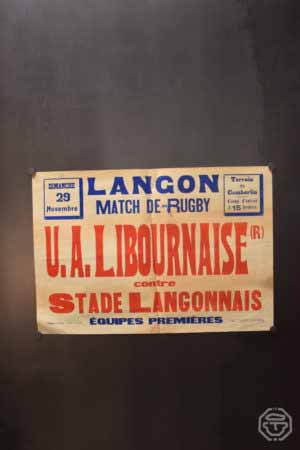 DIMANCHE
29
Novembre
LANGON
MATCH DE-RUGBY
Terrain
de
Comberlin
Coup d'envoi
à 15 heures
U.A. LIBOURNAISE (R)
contre
STADE LANGONNAIS
ÉQUIPES PREMIÈRES